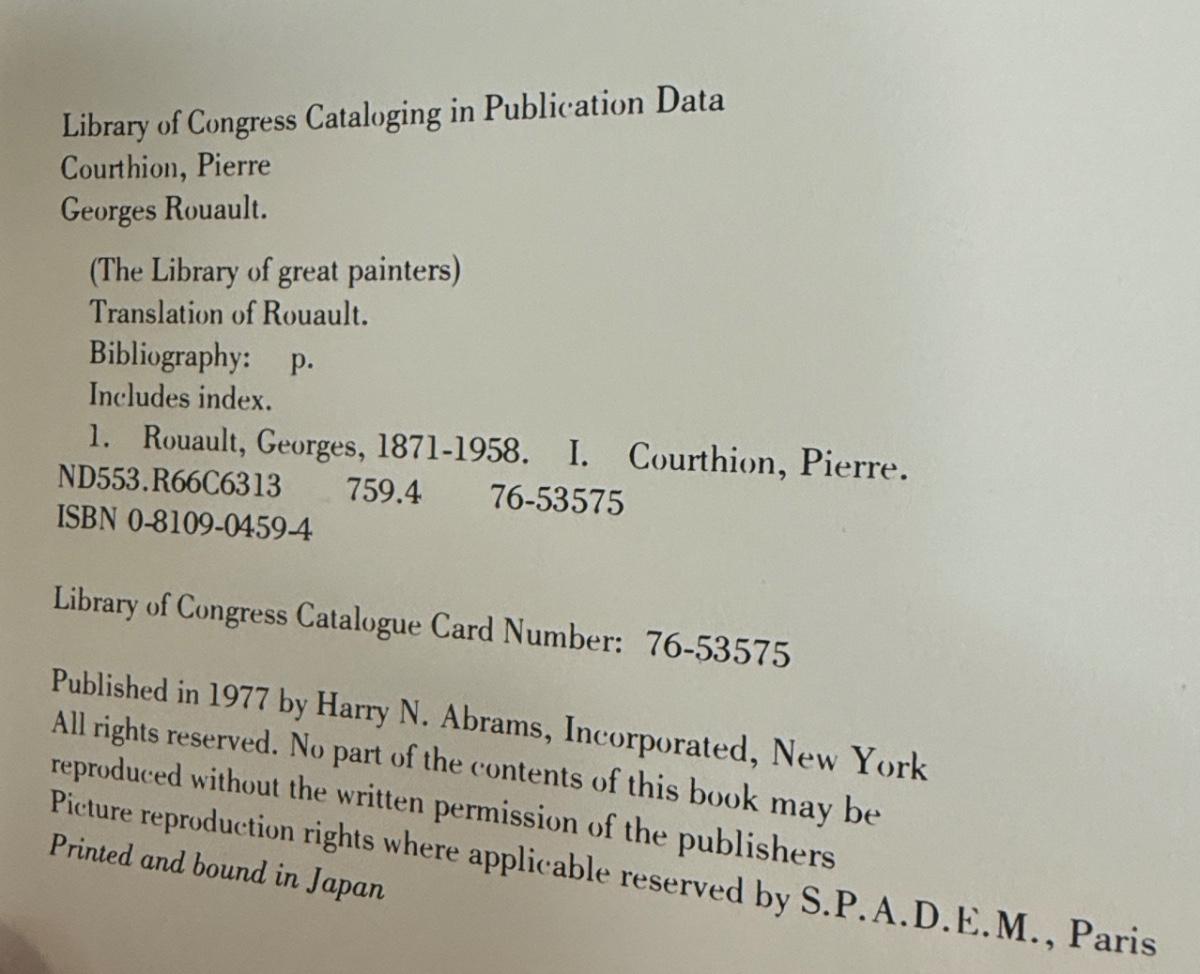 Library of Congress Cataloging in Publication Data
Courthion, Pierre
Georges Rouault.
(The Library of great painters)
Translation of Rouault.
Bibliography: p.
Includes index.
1. Rouault, Georges, 1871-1958. I. Courthion, Pierre.
ND553.R66C6313 759.4 76-53575
ISBN 0-8109-0459-4
Library of Congress Catalogue Card Number: 76-53575
Published in 1977 by Harry N. Abrams, Incorporated, New York
All rights reserved. No part of the contents of this book may be
reproduced without the written permission of the publishers
Picture reproduction rights where applicable reserved by S.P.A.D.E.M., Paris
Printed and bound in Japan